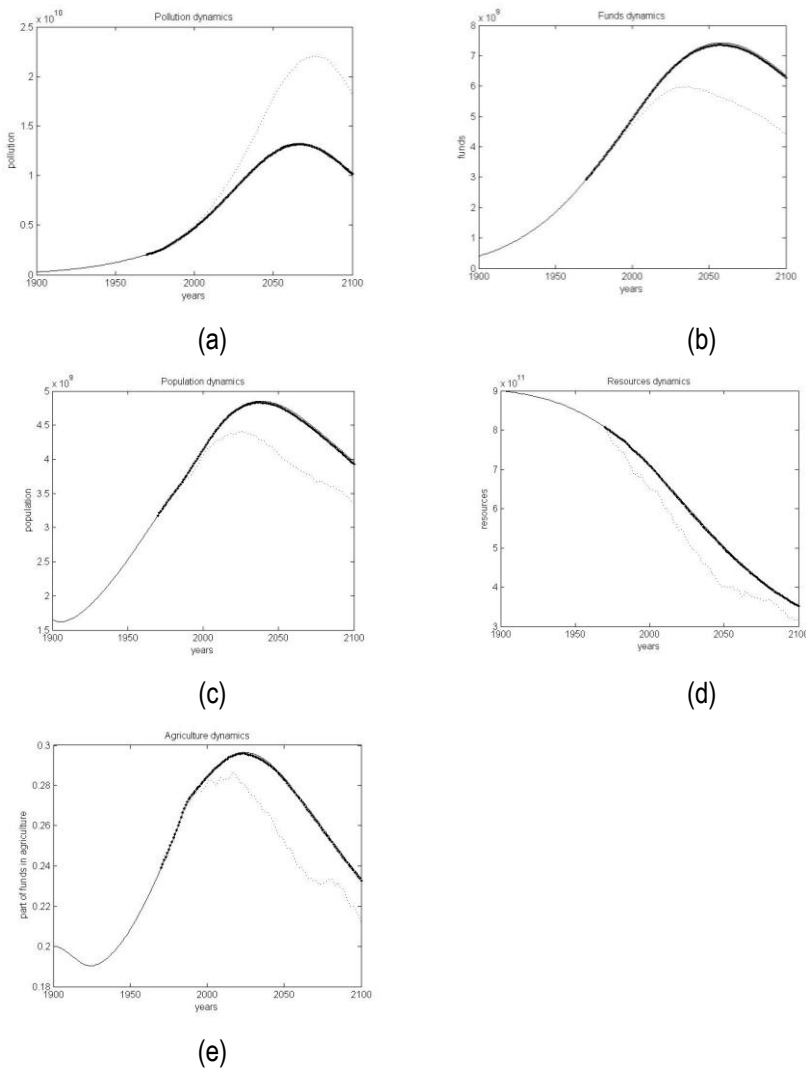 Pollution dynamics
x 10^10
2.5
2
1.5
1
0.5
0
pollution
1900 1950 2000 2050 2100
years
(a)
Funds dynamics
x 10^9
8
7
6
5
4
3
2
1
0
funds
1900 1950 2000 2050 2100
years
(b)
Population dynamics
x 10^9
5
4.5
4
3.5
3
2.5
2
1.5
population
1900 1950 2000 2050 2100
years
(c)
Resources dynamics
x 10^11
9
8
7
6
5
4
3
resources
1900 1950 2000 2050 2100
years
(d)
Agriculture dynamics
0.3
0.28
0.26
0.24
0.22
0.2
0.18
part of funds in agriculture
1900 1950 2000 2050 2100
years
(e)